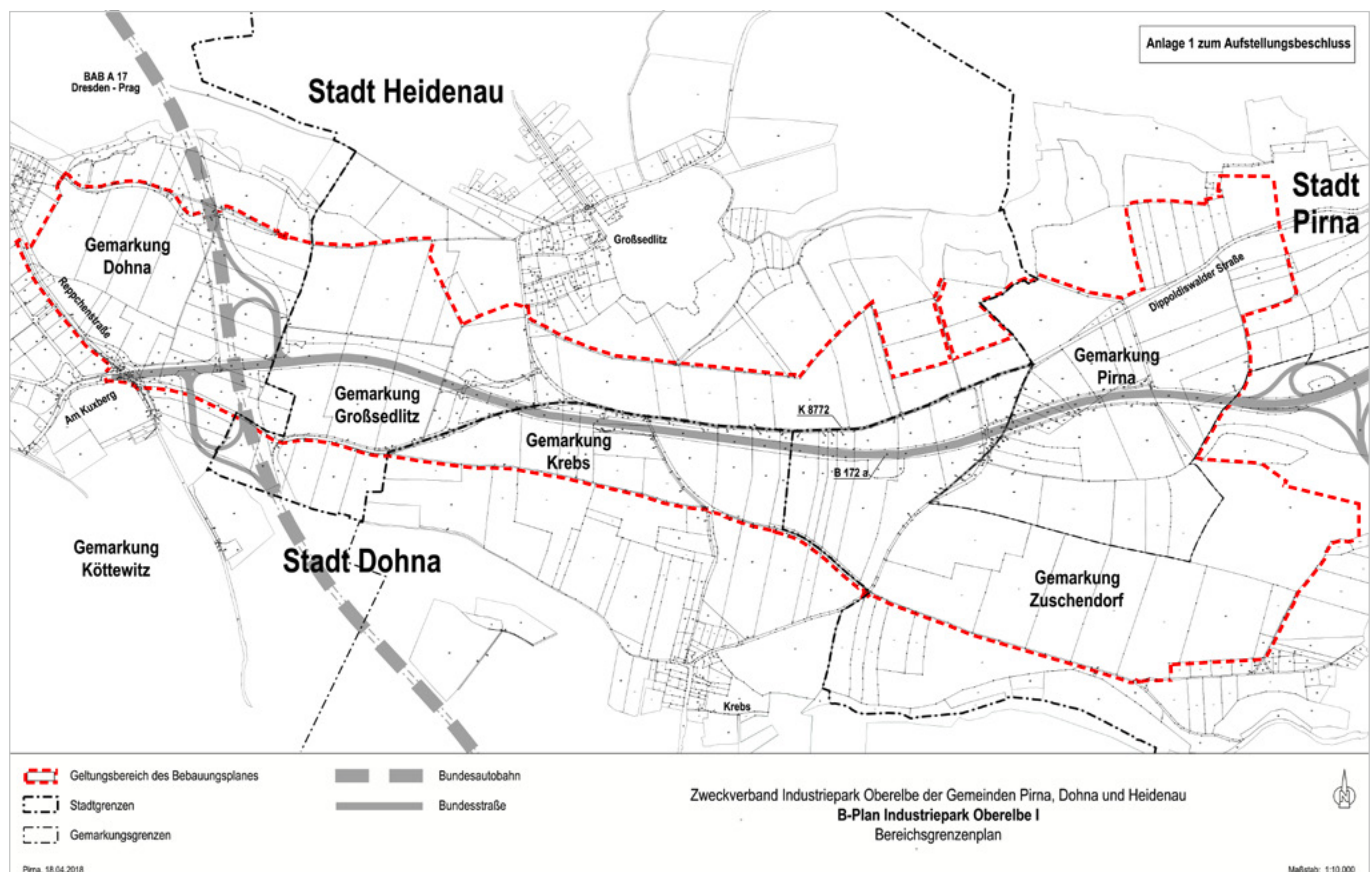 Anlage 1 zum Aufstellungsbeschluss
BAB A 17
Dresden - Prag
Stadt Heidenau
Stadt
Pirna
Großsedlitz
Gemarkung
Dohna
Reppchenstraße
Dippoldiswalder Straße
Gemarkung
Pirna
Am Kuxberg
Gemarkung
Großsedlitz
K 8772
Gemarkung
Krebs
B 172 a
Gemarkung
Köttewitz
Stadt Dohna
Gemarkung
Zuschendorf
Krebs
Geltungsbereich des Bebauungsplanes
Bundesautobahn
Stadtgrenzen
Bundesstraße
Gemarkungsgrenzen
Zweckverband Industriepark Oberelbe der Gemeinden Pirna, Dohna und Heidenau
B-Plan Industriepark Oberelbe I
Bereichsgrenzenplan
N
Pirna, 18.04.2018
Maßstab: 1:10.000